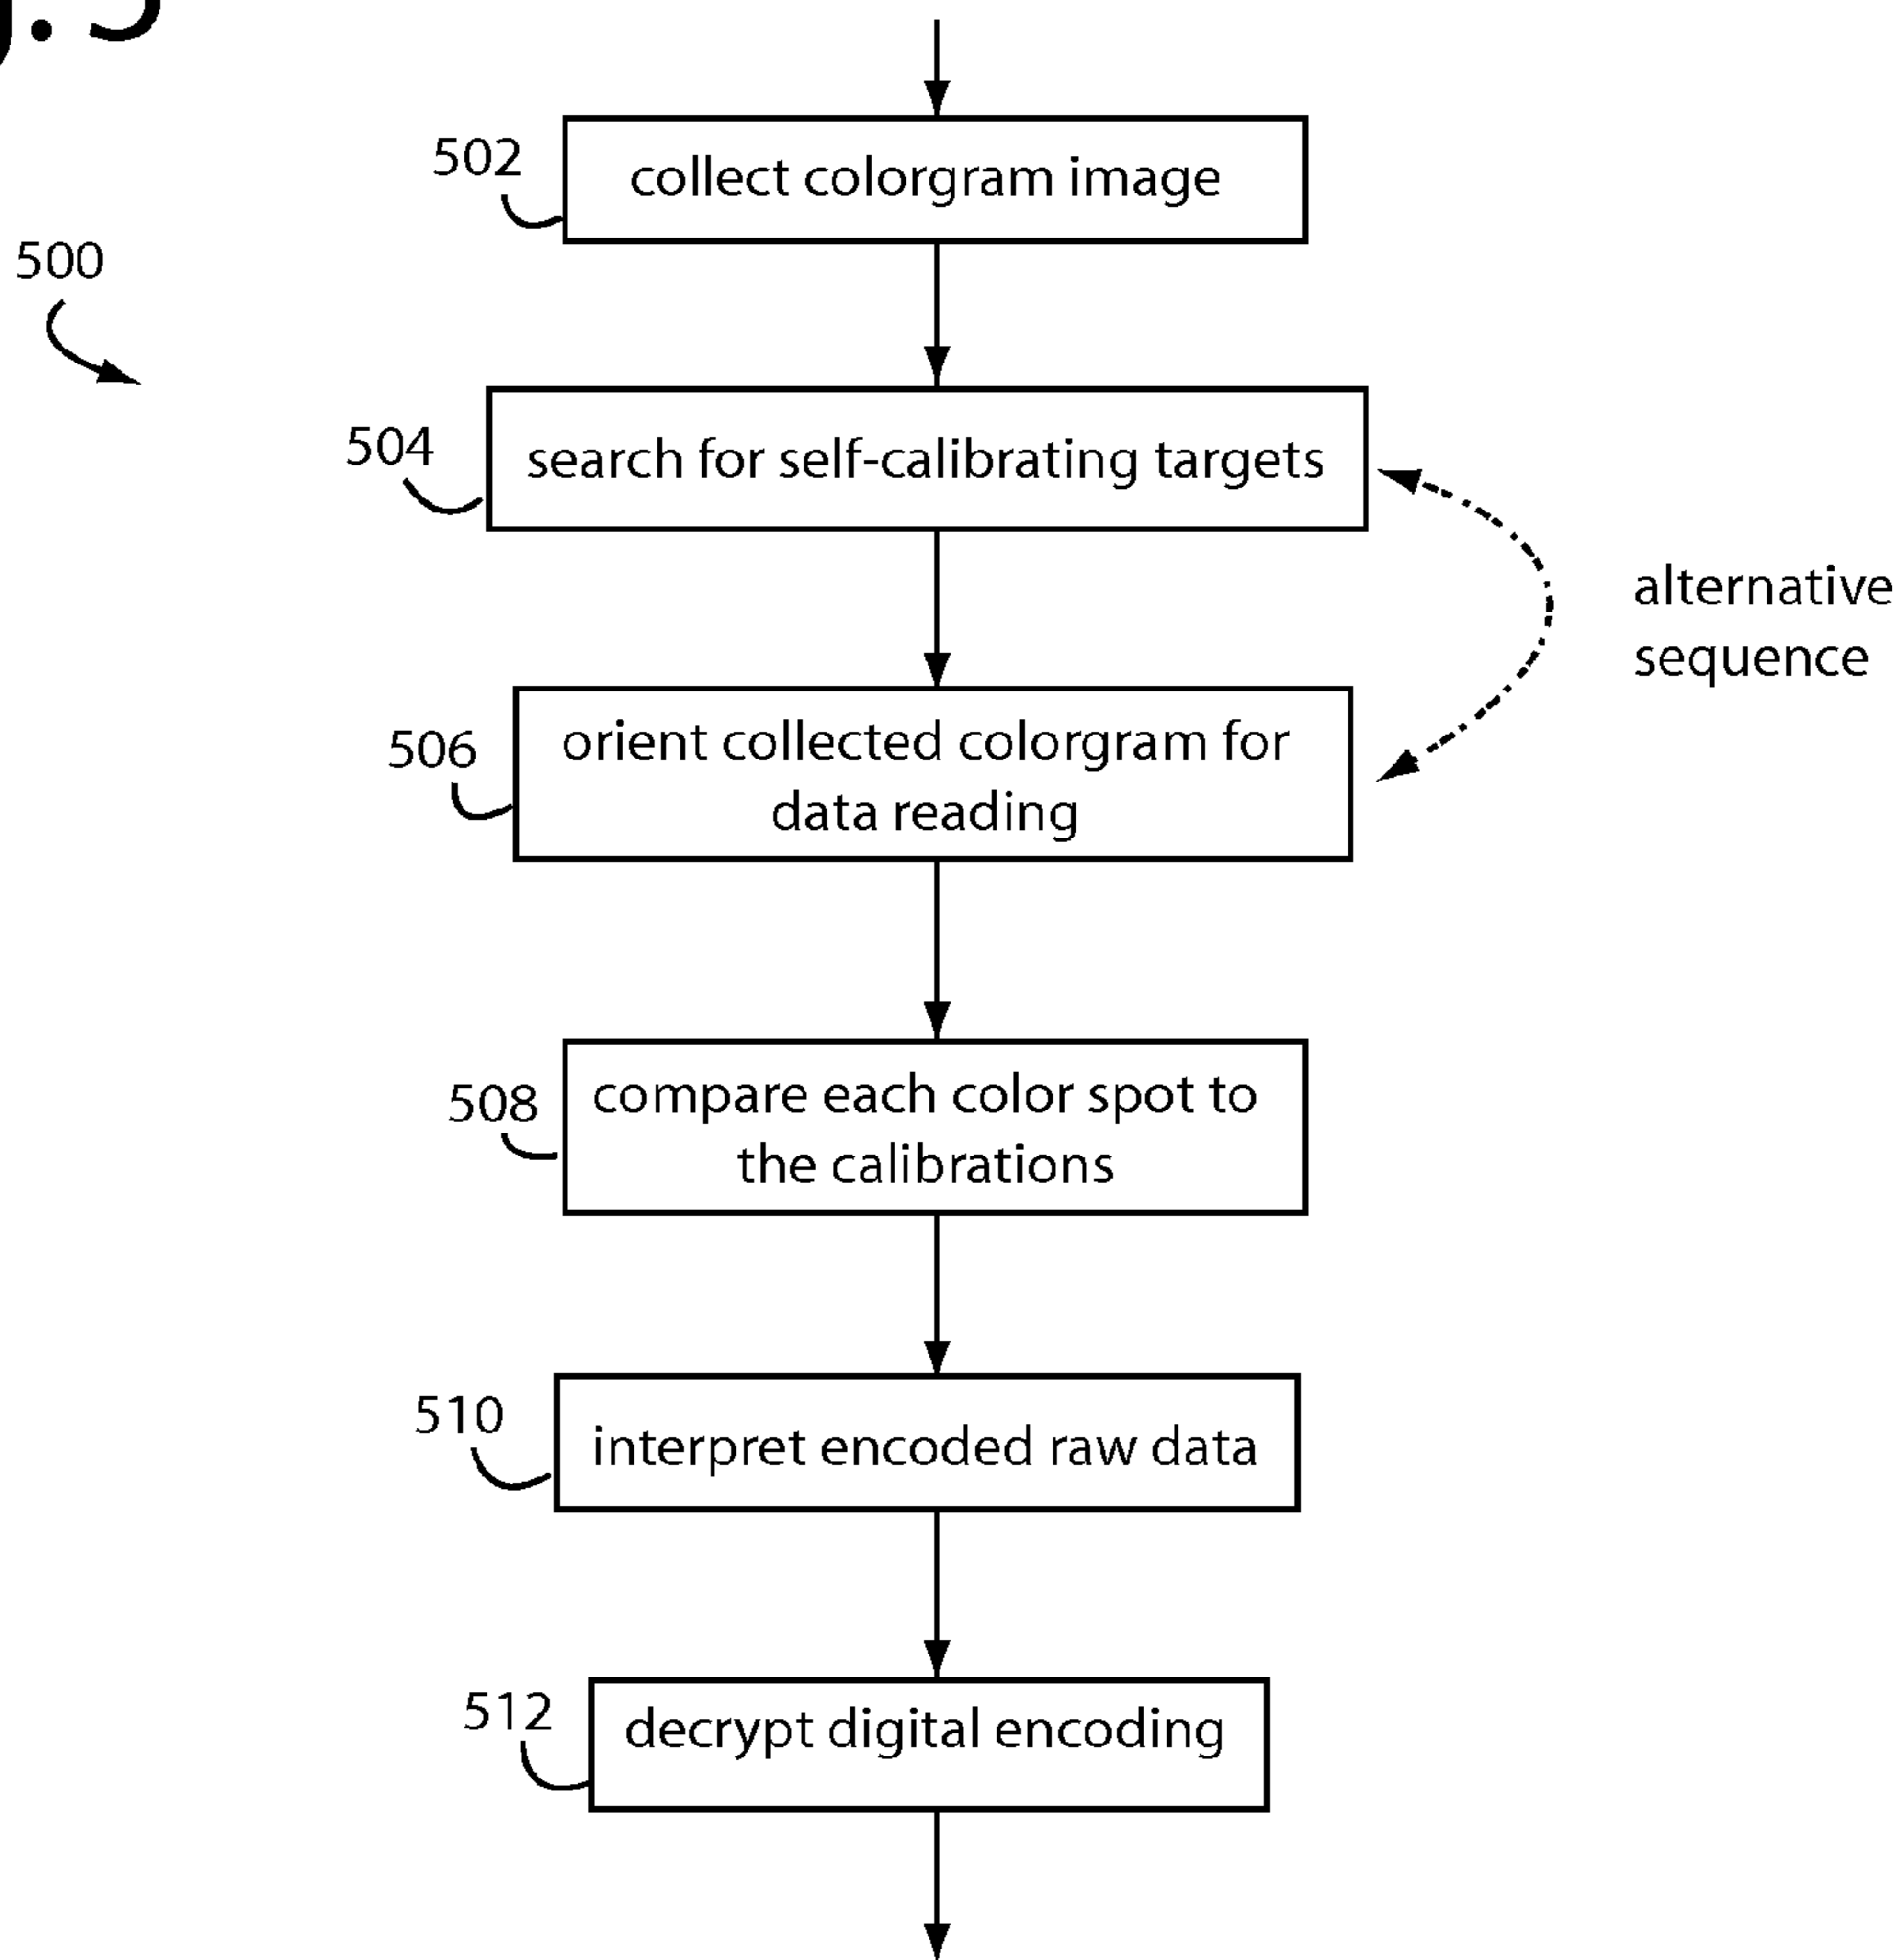 502
collect colorgram image
500
504
search for self-calibrating targets
alternative
sequence
506
orient collected colorgram for
data reading
508
compare each color spot to
the calibrations
510
interpret encoded raw data
512
decrypt digital encoding